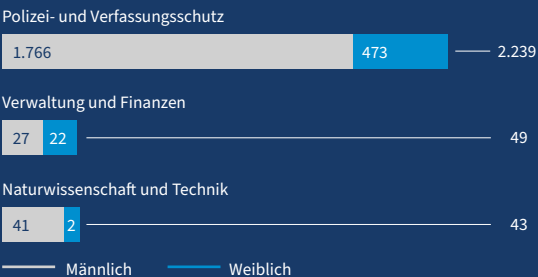 Polizei- und Verfassungsschutz
1.766 473 2.239
Verwaltung und Finanzen
27 22 49
Naturwissenschaft und Technik
41 2 43
Männlich Weiblich